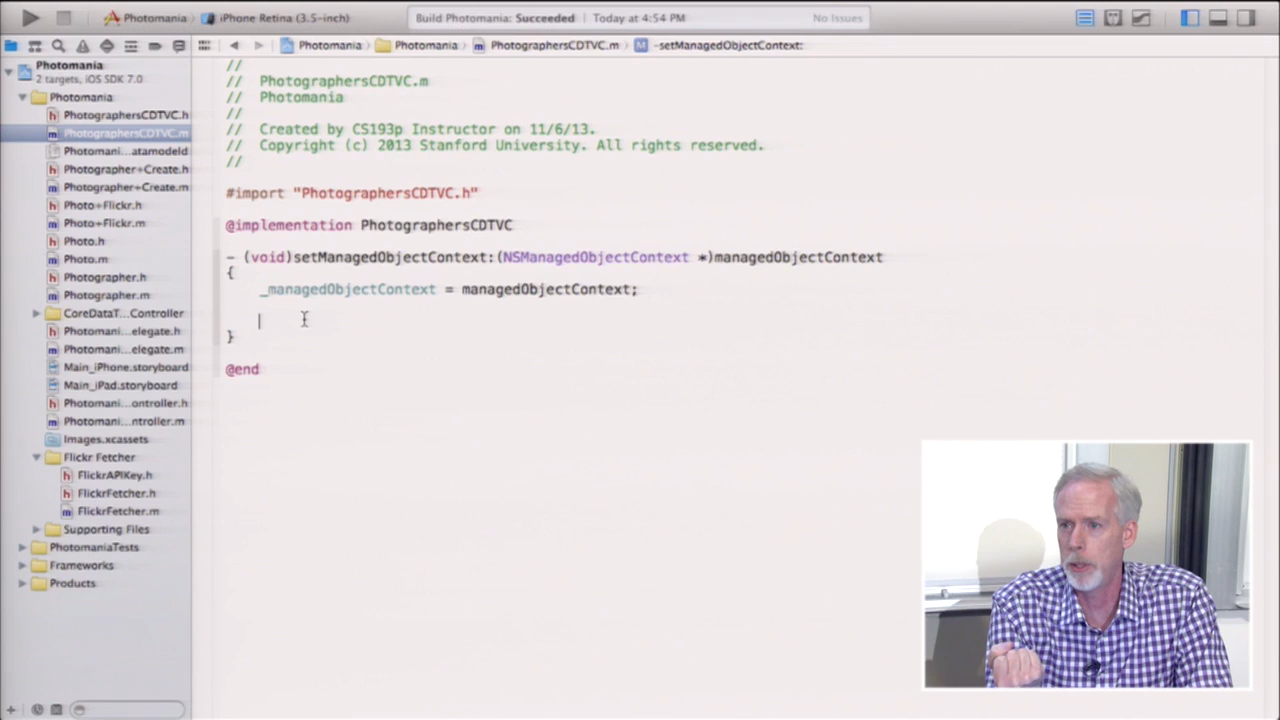 Photomania
iPhone Retina (3.5-inch)
Build Photomania: Succeeded
Today at 4:54 PM
No Issues
Photomania
Photomania
PhotographersCDTVC.m
-setManagedObjectContext:
Photomania
2 targets, iOS SDK 7.0
Photomania
PhotographersCDTVC.h
PhotographersCDTVC.m
Photomani...atamodeld
Photographer+Create.h
Photographer+Create.m
Photo+Flickr.h
Photo+Flickr.m
Photo.h
Photo.m
Photographer.h
Photographer.m
CoreDataT...Controller
Photomani...elegate.h
Photomani...elegate.m
Main_iPhone.storyboard
Main_iPad.storyboard
Photomani...ontroller.h
Photomani...ntroller.m
Images.xcassets
Flickr Fetcher
FlickrAPIKey.h
FlickrFetcher.h
FlickrFetcher.m
Supporting Files
PhotomaniaTests
Frameworks
Products
//
//  PhotographersCDTVC.m
//  Photomania
//
//  Created by CS193p Instructor on 11/6/13.
//  Copyright (c) 2013 Stanford University. All rights reserved.
//
#import "PhotographersCDTVC.h"
@implementation PhotographersCDTVC
- (void)setManagedObjectContext:(NSManagedObjectContext *)managedObjectContext
{
_managedObjectContext = managedObjectContext;
}
@end